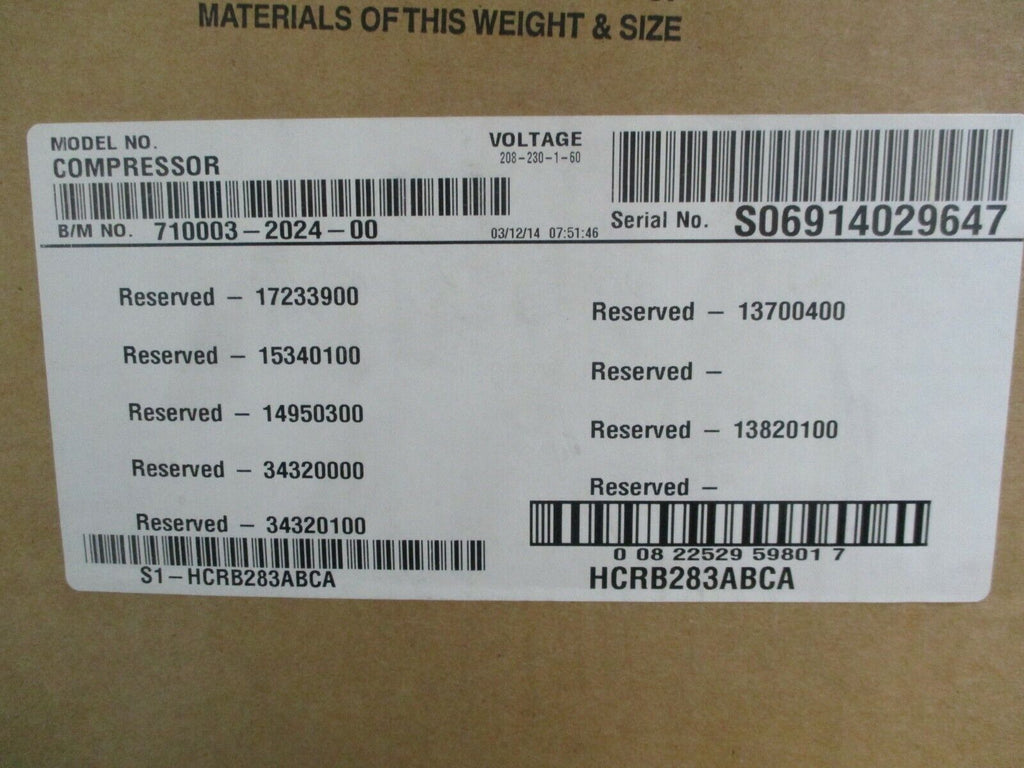 MATERIALS OF THIS WEIGHT & SIZE
MODEL NO.
COMPRESSOR
B/M NO. 710003-2024-00
VOLTAGE
208-230-1-60
03/12/14 07:51:46
Serial No. S06914029647
Reserved - 17233900
Reserved - 15340100
Reserved - 14950300
Reserved - 34320000
Reserved - 34320100
S1-HCRB283ABCA
Reserved - 13700400
Reserved -
Reserved - 13820100
Reserved -
0 08 22529 59801 7
HCRB283ABCA